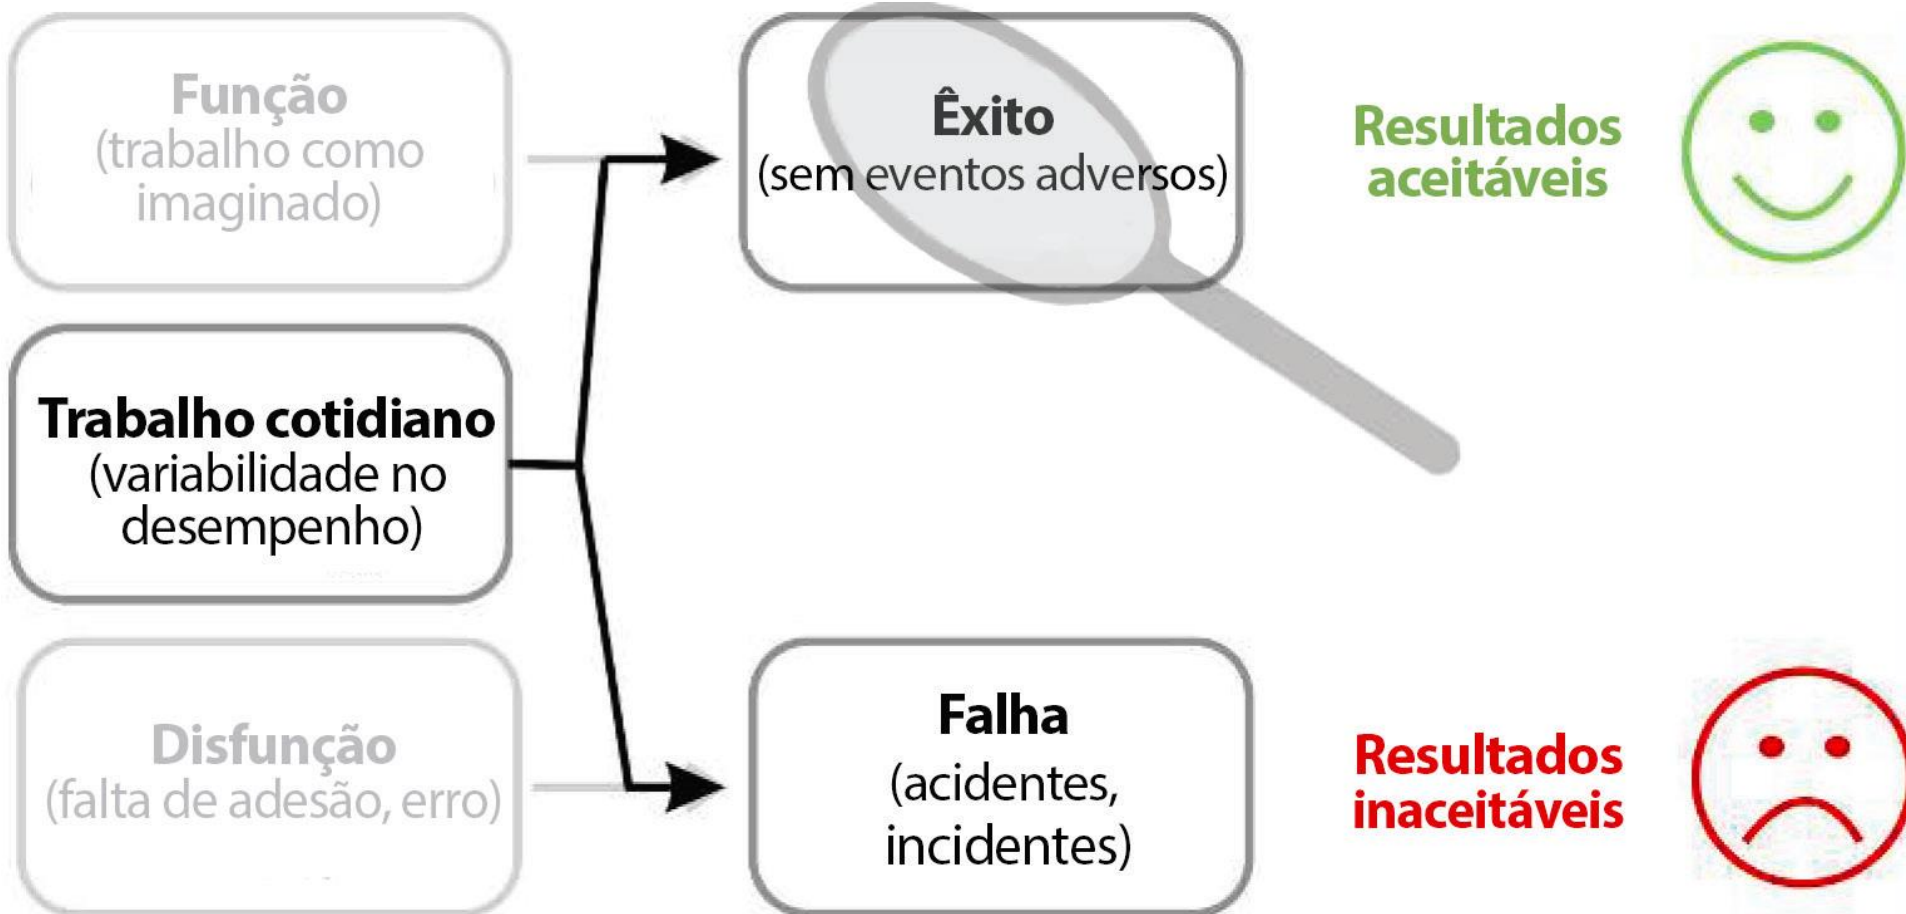 Função
(trabalho como
imaginado)
Êxito
(sem eventos adversos)
Resultados
aceitáveis
Trabalho cotidiano
(variabilidade no
desempenho)
Disfunção
(falta de adesão, erro)
Falha
(acidentes,
incidentes)
Resultados
inaceitáveis